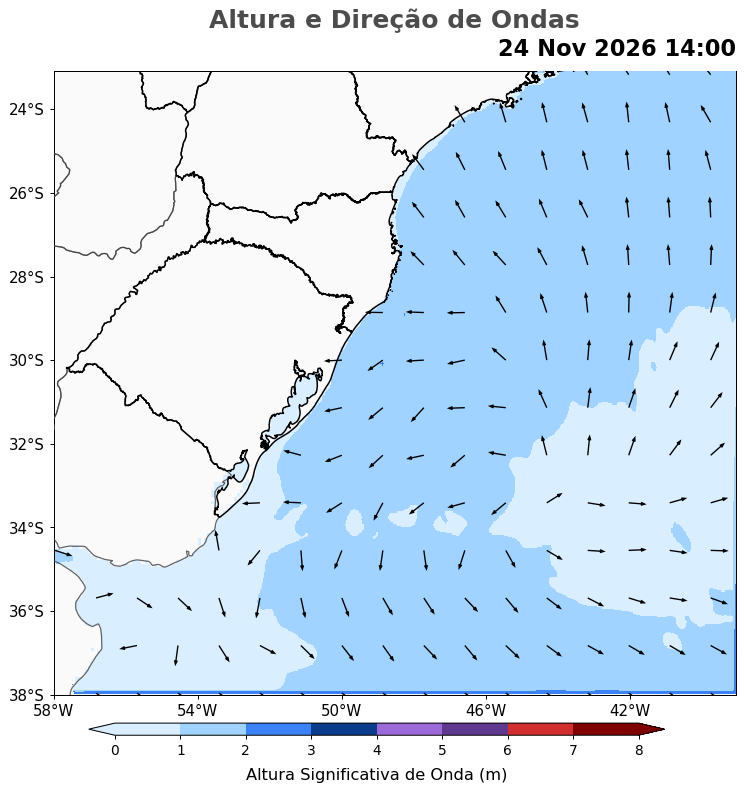 Altura e Direção de Ondas
24 Nov 2026 14:00
24°S
26°S
28°S
30°S
32°S
34°S
36°S
38°S
58°W 54°W 50°W 46°W 42°W
0 1 2 3 4 5 6 7 8
Altura Significativa de Onda (m)